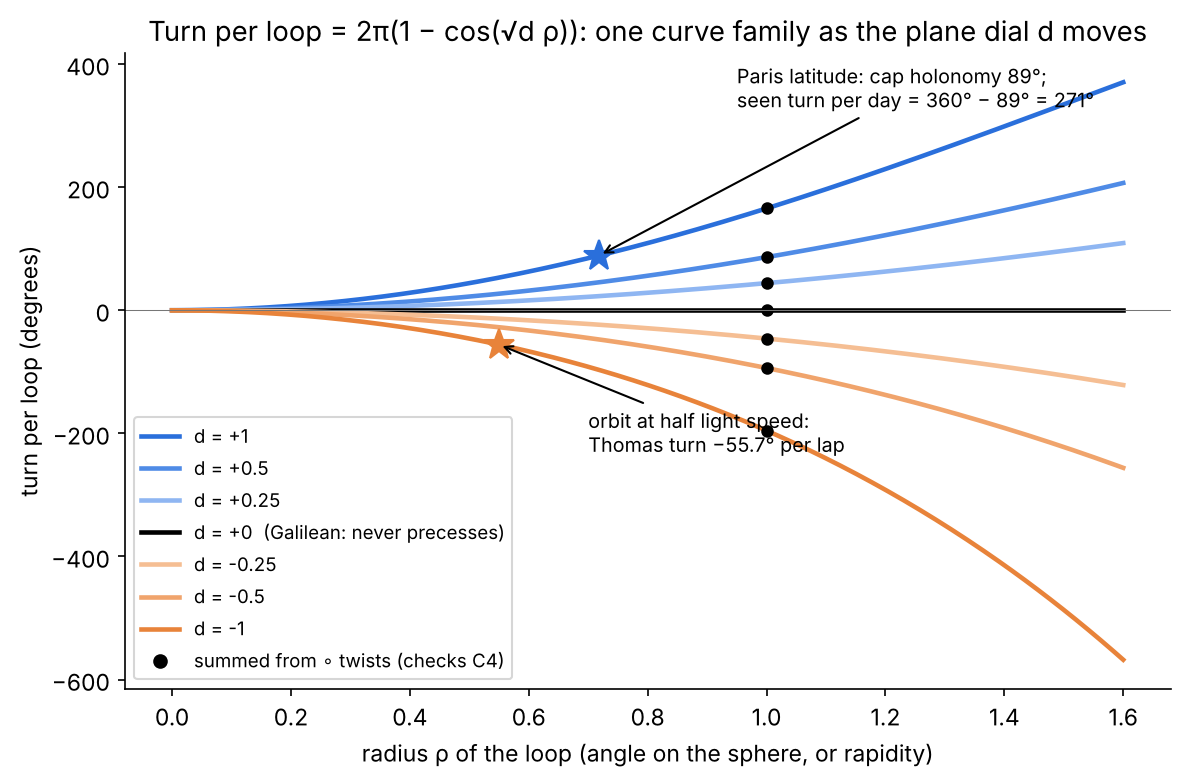 Turn per loop = 2π(1 − cos(√d ρ)): one curve family as the plane dial d moves
400
200
0
−200
−400
−600
turn per loop (degrees)
Paris latitude: cap holonomy 89°;
seen turn per day = 360° − 89° = 271°
orbit at half light speed:
Thomas turn −55.7° per lap
d = +1
d = +0.5
d = +0.25
d = +0  (Galilean: never precesses)
d = -0.25
d = -0.5
d = -1
summed from ∘ twists (checks C4)
0.0 0.2 0.4 0.6 0.8 1.0 1.2 1.4 1.6
radius ρ of the loop (angle on the sphere, or rapidity)